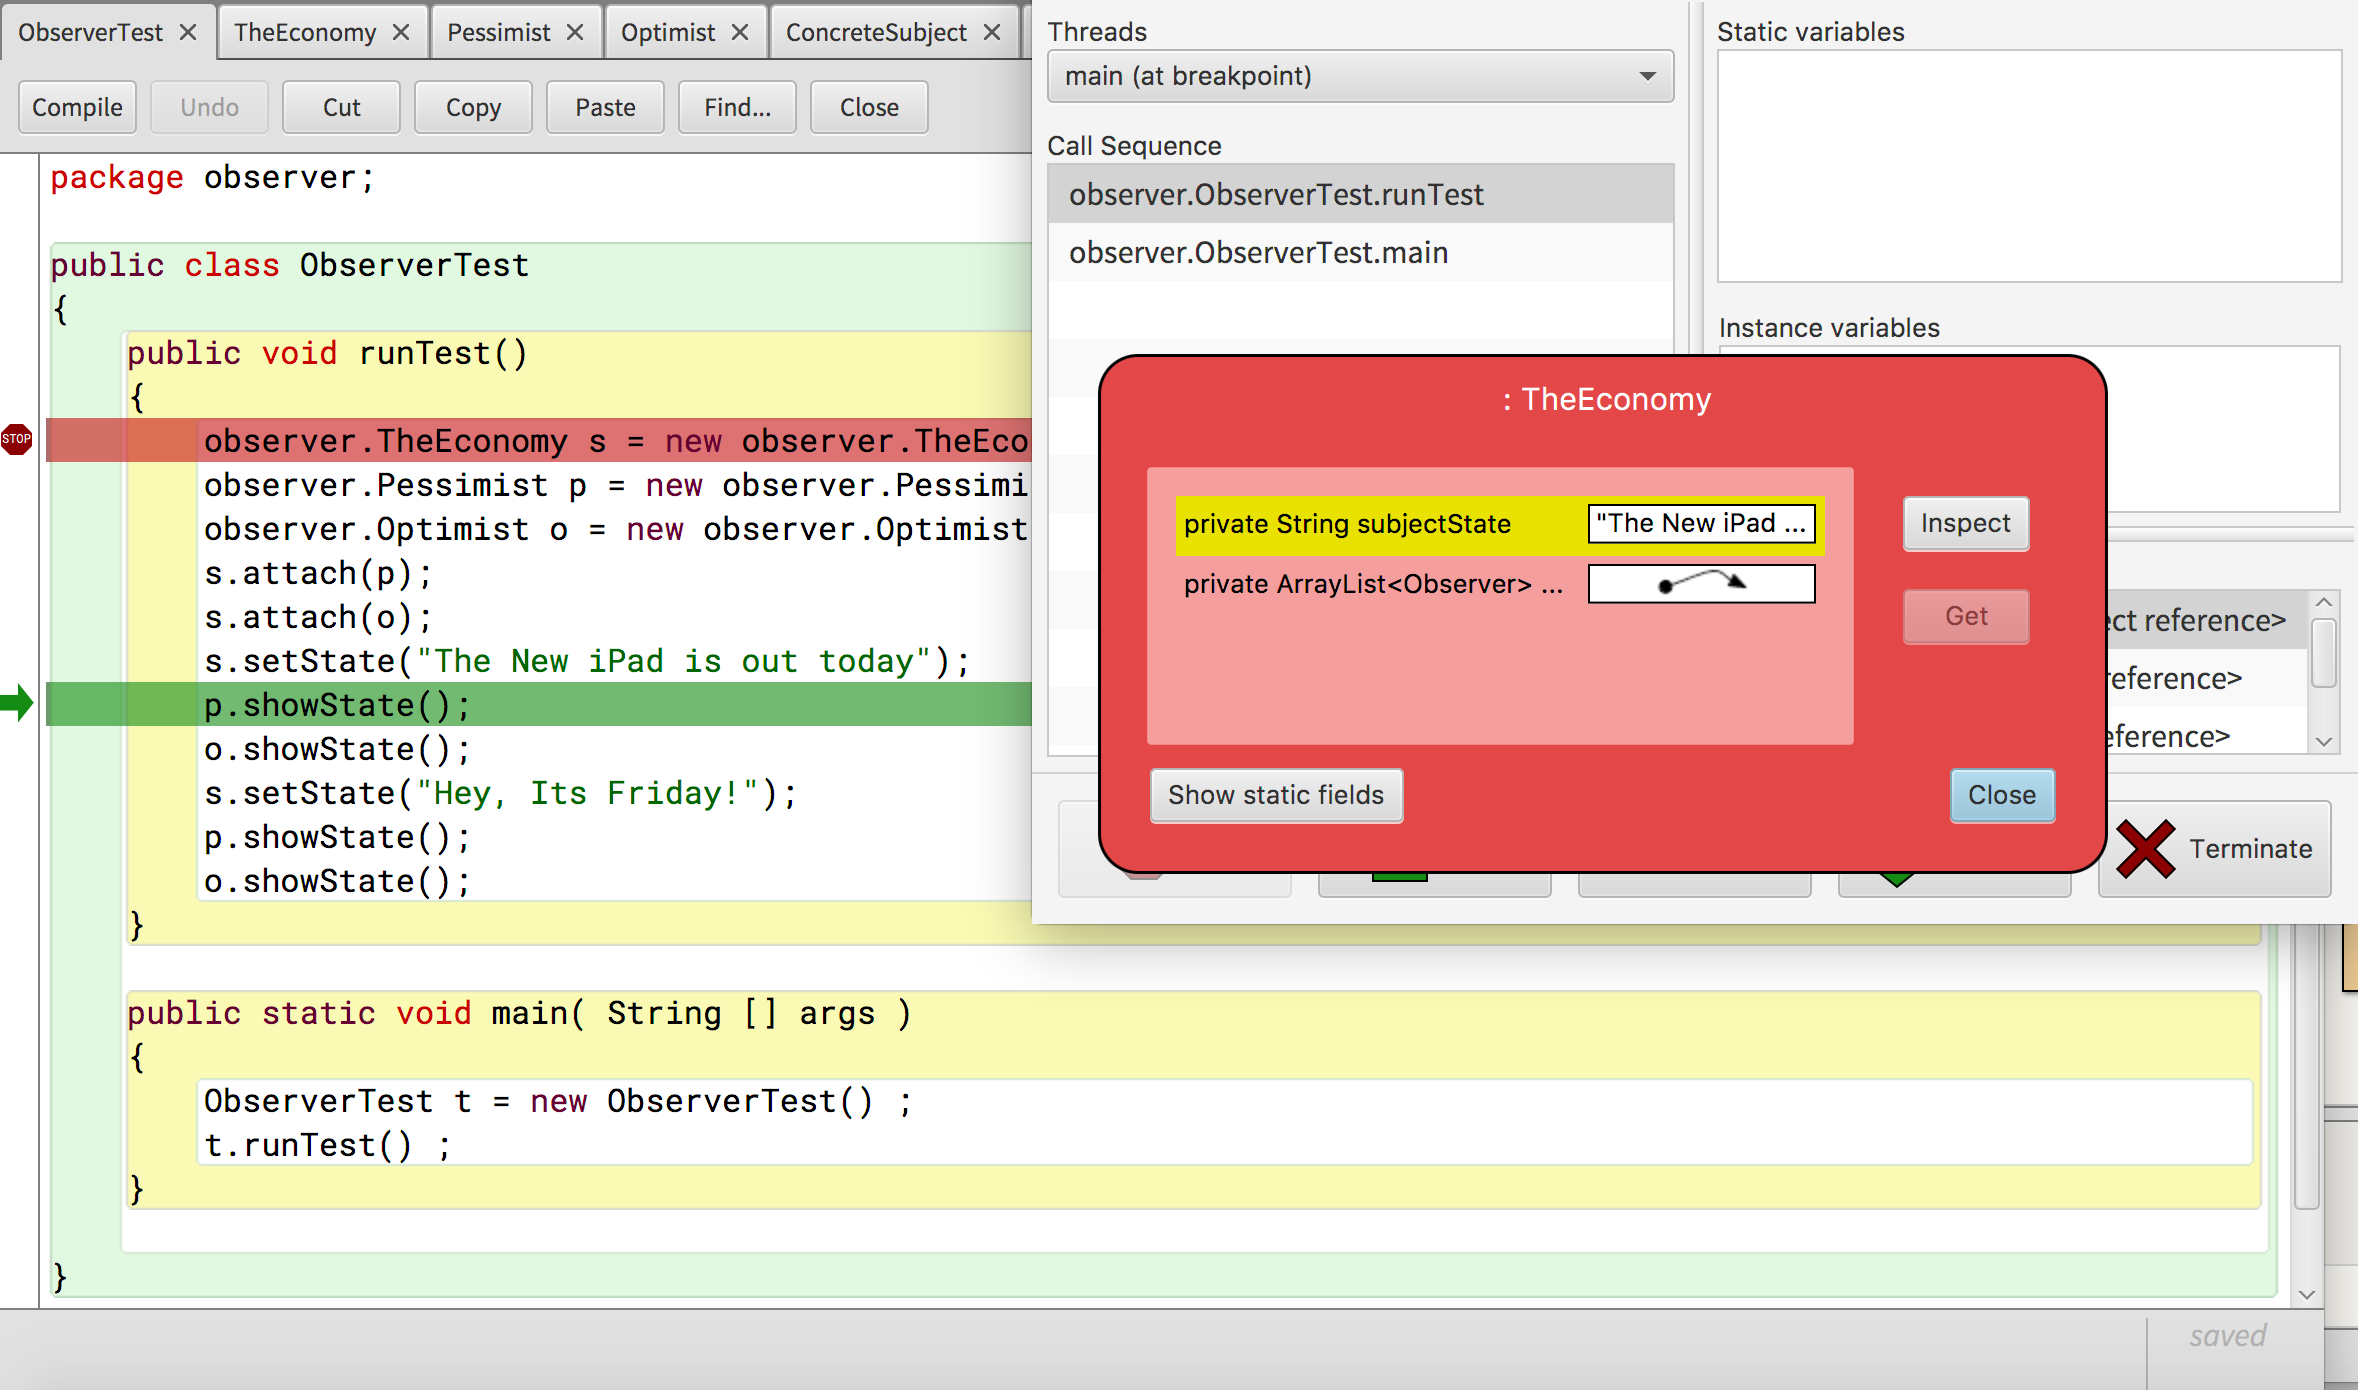 ObserverTest
TheEconomy
Pessimist
Optimist
ConcreteSubject
Compile
Undo
Cut
Copy
Paste
Find...
Close
STOP
package observer;
public class ObserverTest
{
public void runTest()
{
observer.TheEconomy s = new observer.TheEco
observer.Pessimist p = new observer.Pessimi
observer.Optimist o = new observer.Optimist
s.attach(p);
s.attach(o);
s.setState("The New iPad is out today");
p.showState();
o.showState();
s.setState("Hey, Its Friday!");
p.showState();
o.showState();
}
public static void main( String [] args )
{
ObserverTest t = new ObserverTest() ;
t.runTest() ;
}
}
saved
Threads
main (at breakpoint)
Call Sequence
observer.ObserverTest.runTest
observer.ObserverTest.main
Static variables
Instance variables
: TheEconomy
private String subjectState
"The New iPad ...
private ArrayList<Observer> ...
Inspect
Get
Show static fields
Close
reference>
Terminate